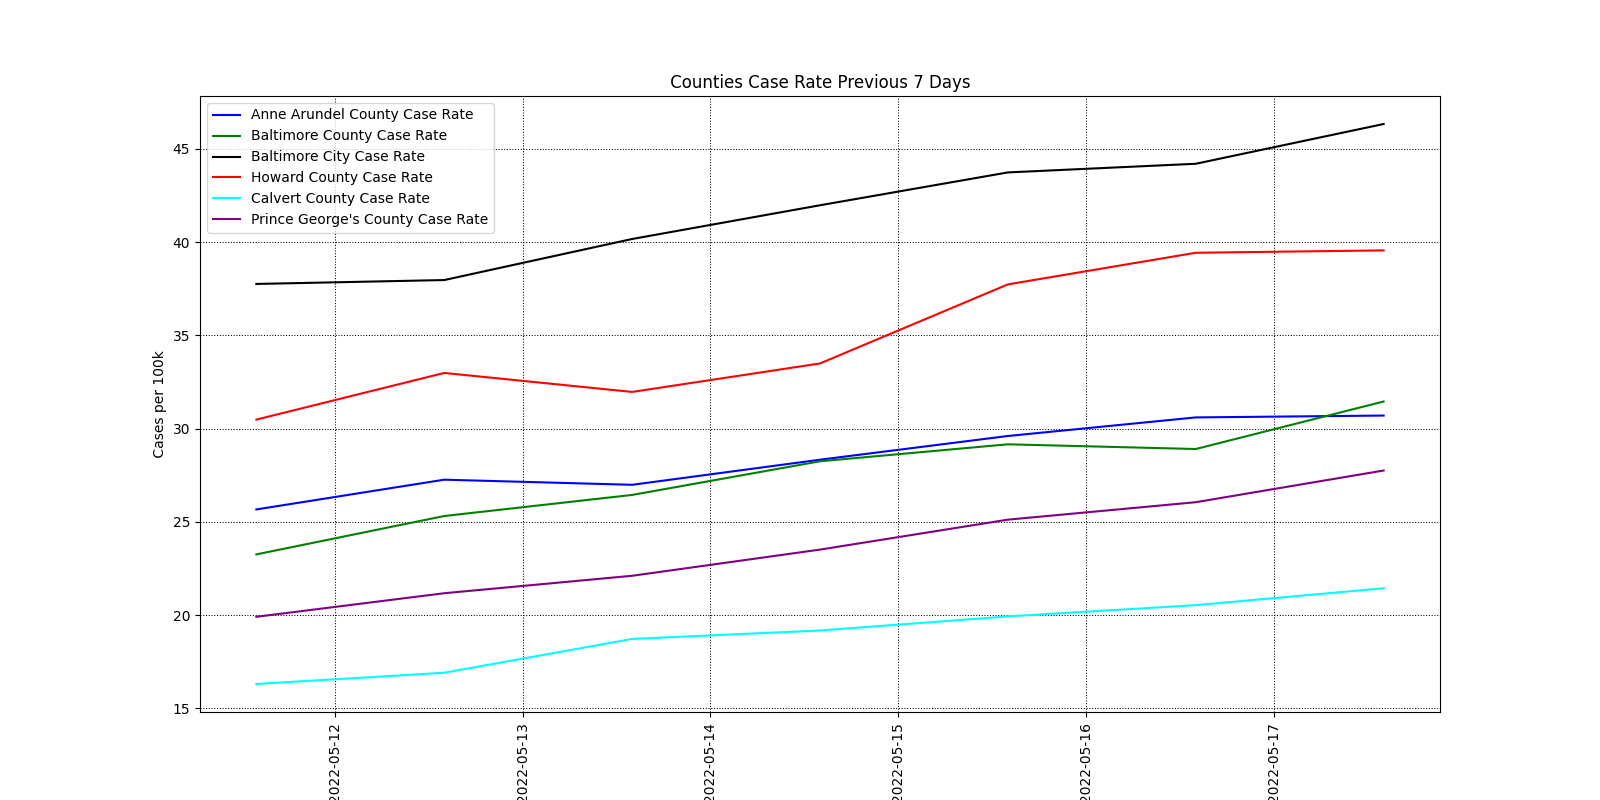 Counties Case Rate Previous 7 Days
Anne Arundel County Case Rate
Baltimore County Case Rate
Baltimore City Case Rate
Howard County Case Rate
Calvert County Case Rate
Prince George's County Case Rate
Cases per 100k
45
40
35
30
25
20
15
2022-05-12
2022-05-13
2022-05-14
2022-05-15
2022-05-16
2022-05-17